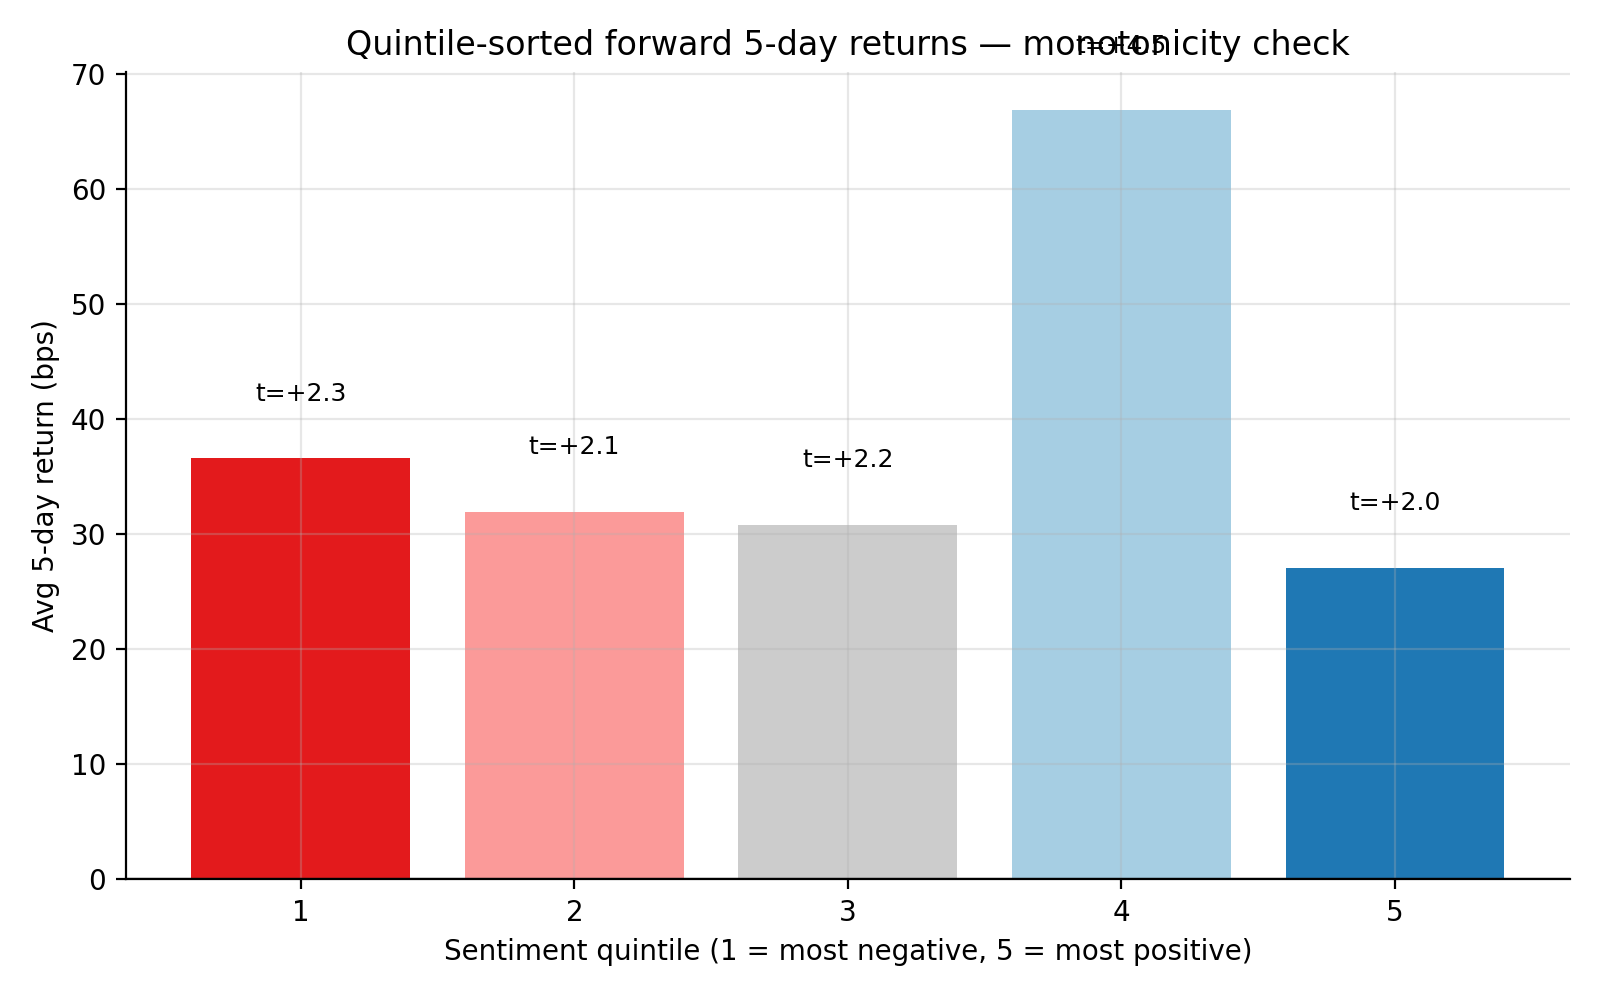 Quintile-sorted forward 5-day returns — monotonicity check
t=+4.5
70
60
50
40
30
20
10
0
Avg 5-day return (bps)
t=+2.3
t=+2.1
t=+2.2
t=+2.0
1
2
3
4
5
Sentiment quintile (1 = most negative, 5 = most positive)